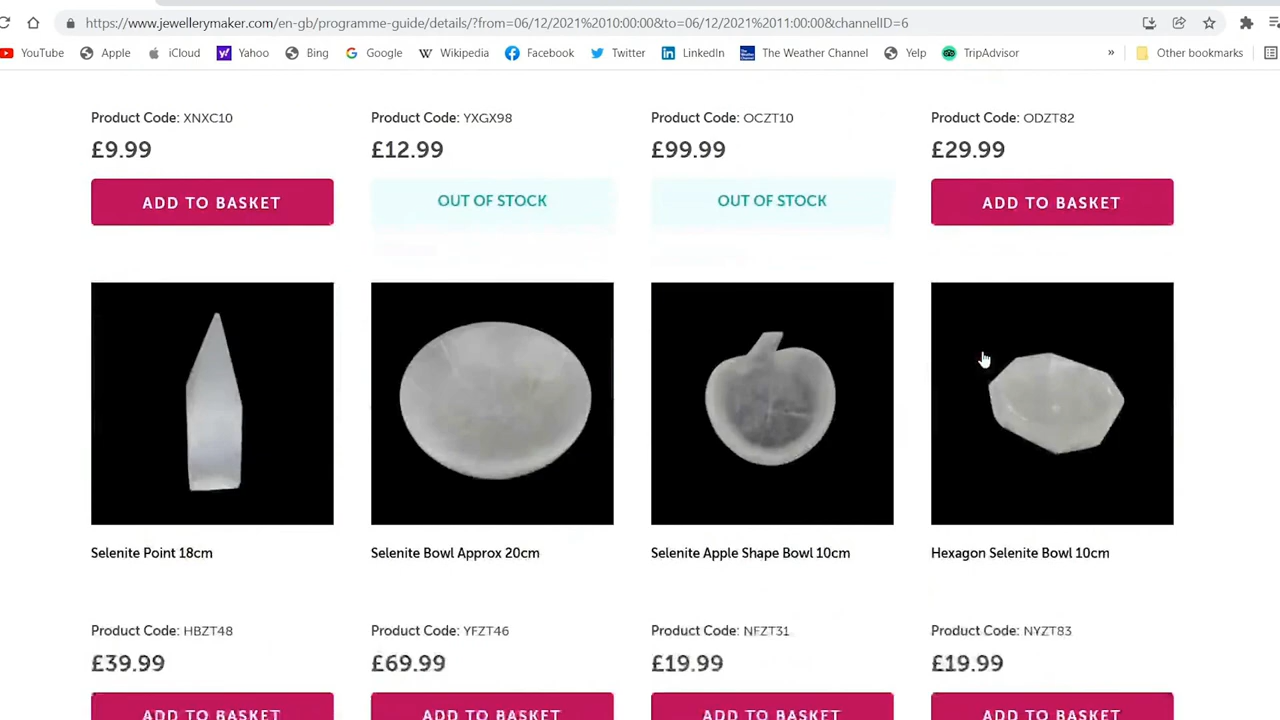 https://www.jewellerymaker.com/en-gb/programme-guide/details/?from=06/12/2021%2010:00:00&to=06/12/2021%2011:00:00&channelID=6
YouTube Apple iCloud Yahoo Bing Google Wikipedia Facebook Twitter LinkedIn The Weather Channel Yelp TripAdvisor » Other bookmarks
Product Code: XNXC10 Product Code: YXGX98 Product Code: OCZT10 Product Code: ODZT82
£9.99 £12.99 £99.99 £29.99
ADD TO BASKET OUT OF STOCK OUT OF STOCK ADD TO BASKET
Selenite Point 18cm Selenite Bowl Approx 20cm Selenite Apple Shape Bowl 10cm Hexagon Selenite Bowl 10cm
Product Code: HBZT48 Product Code: YFZT46 Product Code: NFZT31 Product Code: NYZT83
£39.99 £69.99 £19.99 £19.99
ADD TO BASKET ADD TO BASKET ADD TO BASKET ADD TO BASKET